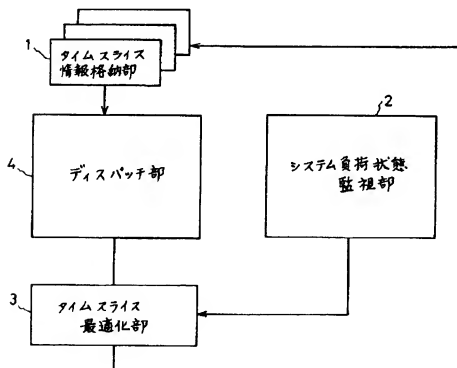 1
タイムスライス
情報格納部
2
4
ディスパッチ部
システム負荷状態
監視部
3
タイムスライス
最適化部